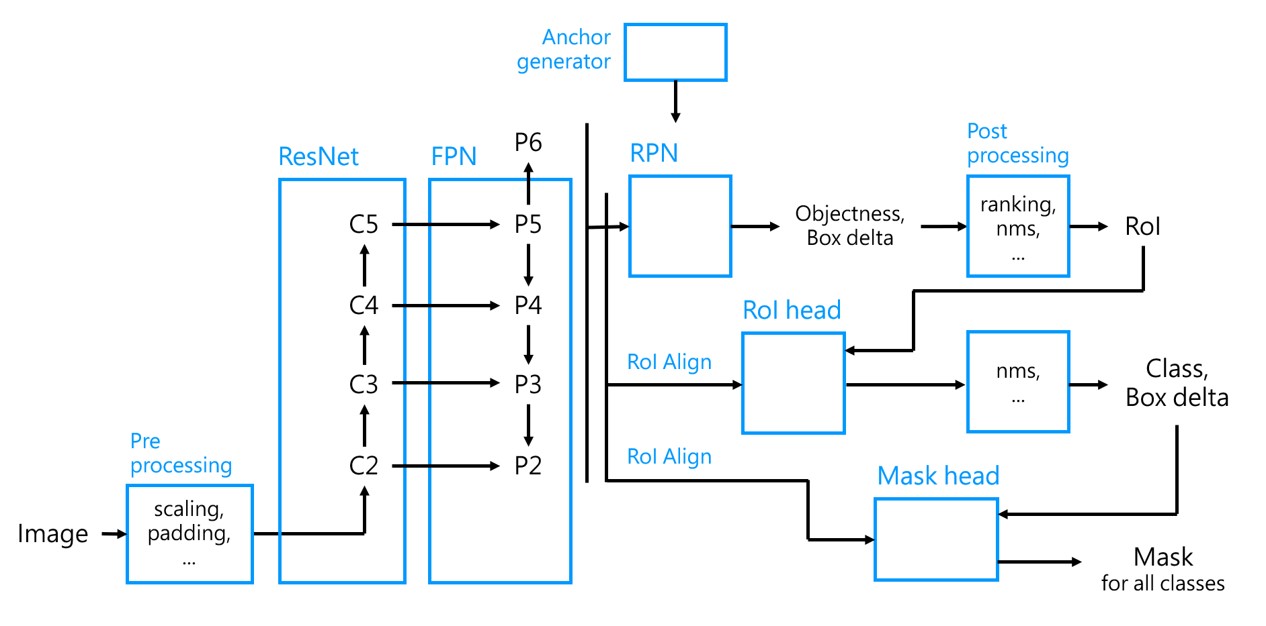 Anchor
generator
P6
ResNet
FPN
RPN
Post
processing
C5
P5
Objectness,
Box delta
ranking,
nms,
...
RoI
C4
P4
RoI head
RoI Align
C3
P3
nms,
...
Class,
Box delta
Pre
processing
C2
P2
RoI Align
Mask head
Image
scaling,
padding,
...
Mask
for all classes